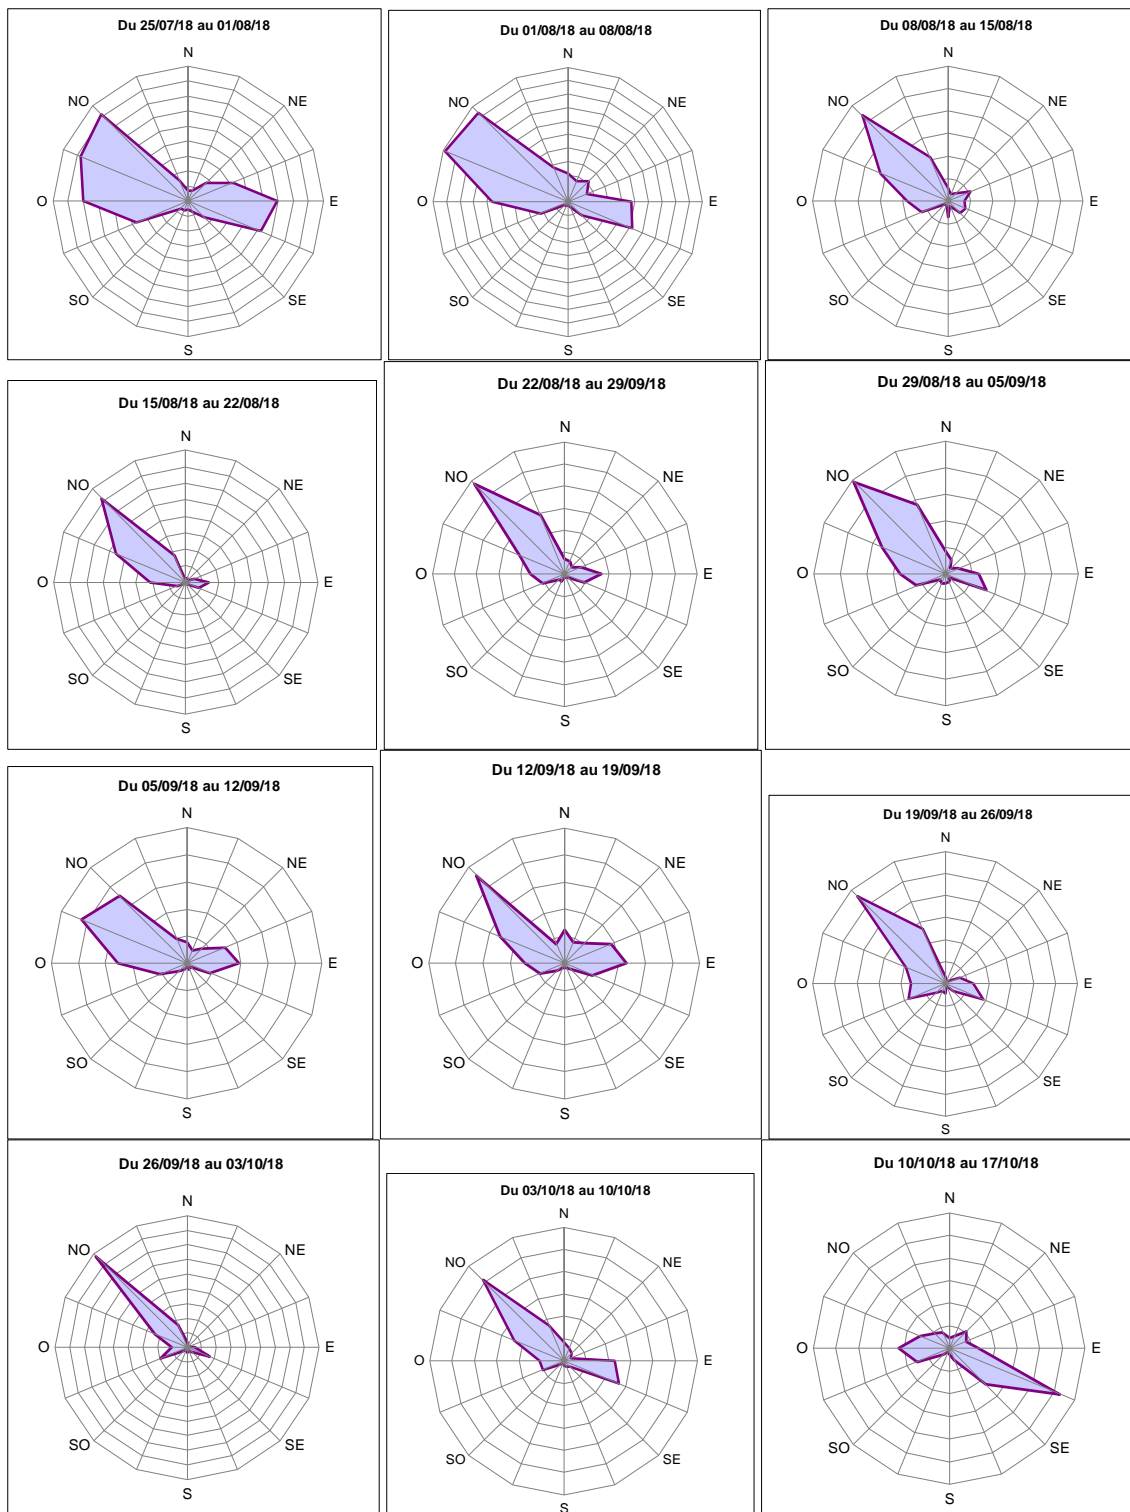 Du 25/07/18 au 01/08/18
N
NO
NE
O
E
SO
SE
S
Du 01/08/18 au 08/08/18
N
NO
NE
O
E
SO
SE
S
Du 08/08/18 au 15/08/18
N
NO
NE
O
E
SO
SE
S
Du 15/08/18 au 22/08/18
N
NO
NE
O
E
SO
SE
S
Du 22/08/18 au 29/09/18
N
NO
NE
O
E
SO
SE
S
Du 29/08/18 au 05/09/18
N
NO
NE
O
E
SO
SE
S
Du 05/09/18 au 12/09/18
N
NO
NE
O
E
SO
SE
S
Du 12/09/18 au 19/09/18
N
NO
NE
O
E
SO
SE
S
Du 19/09/18 au 26/09/18
N
NO
NE
O
E
SO
SE
S
Du 26/09/18 au 03/10/18
N
NO
NE
O
E
SO
SE
S
Du 03/10/18 au 10/10/18
N
NO
NE
O
E
SO
SE
S
Du 10/10/18 au 17/10/18
N
NO
NE
O
E
SO
SE
S